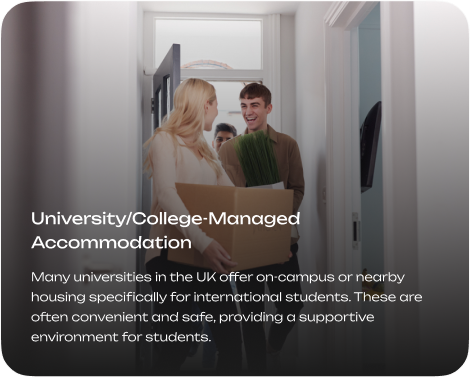 University/College-Managed
Accommodation
Many universities in the UK offer on-campus or nearby
housing specifically for international students. These are
often convenient and safe, providing a supportive
environment for students.